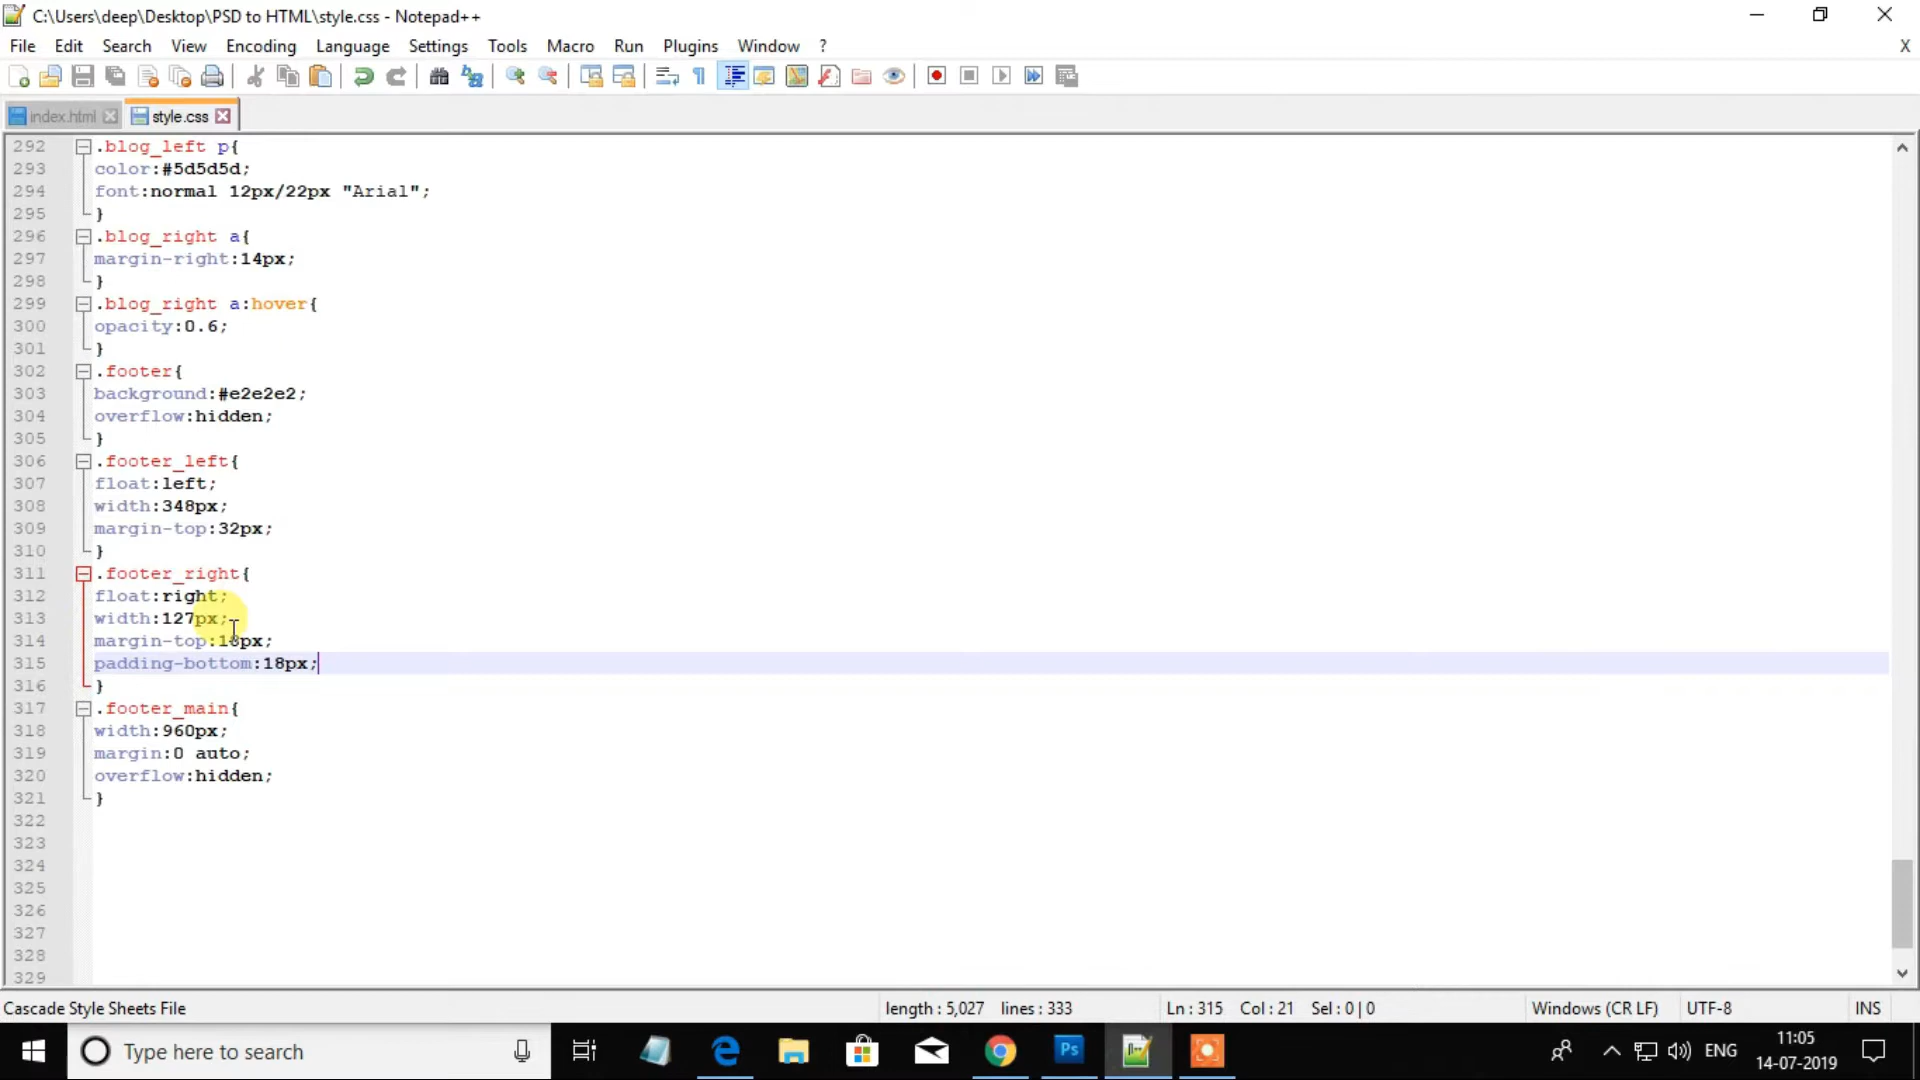 C:\Users\deep\Desktop\PSD to HTML\style.css - Notepad++
File Edit Search View Encoding Language Settings Tools Macro Run Plugins Window ? X
index.html style.css
292 .blog_left p{
293 color:#5d5d5d;
294 font:normal 12px/22px "Arial";
295 }
296 .blog_right a{
297 margin-right:14px;
298 }
299 .blog_right a:hover{
300 opacity:0.6;
301 }
302 .footer{
303 background:#e2e2e2;
304 overflow:hidden;
305 }
306 .footer_left{
307 float:left;
308 width:348px;
309 margin-top:32px;
310 }
311 .footer_right{
312 float:right;
313 width:127px;
314 margin-top:18px;
315 padding-bottom:18px;
316 }
317 .footer_main{
318 width:960px;
319 margin:0 auto;
320 overflow:hidden;
321 }
322
323
324
325
326
327
328
329
Cascade Style Sheets File length : 5,027 lines : 333 Ln : 315 Col : 21 Sel : 0 | 0 Windows (CR LF) UTF-8 INS
Type here to search Ps ENG 11:05
14-07-2019